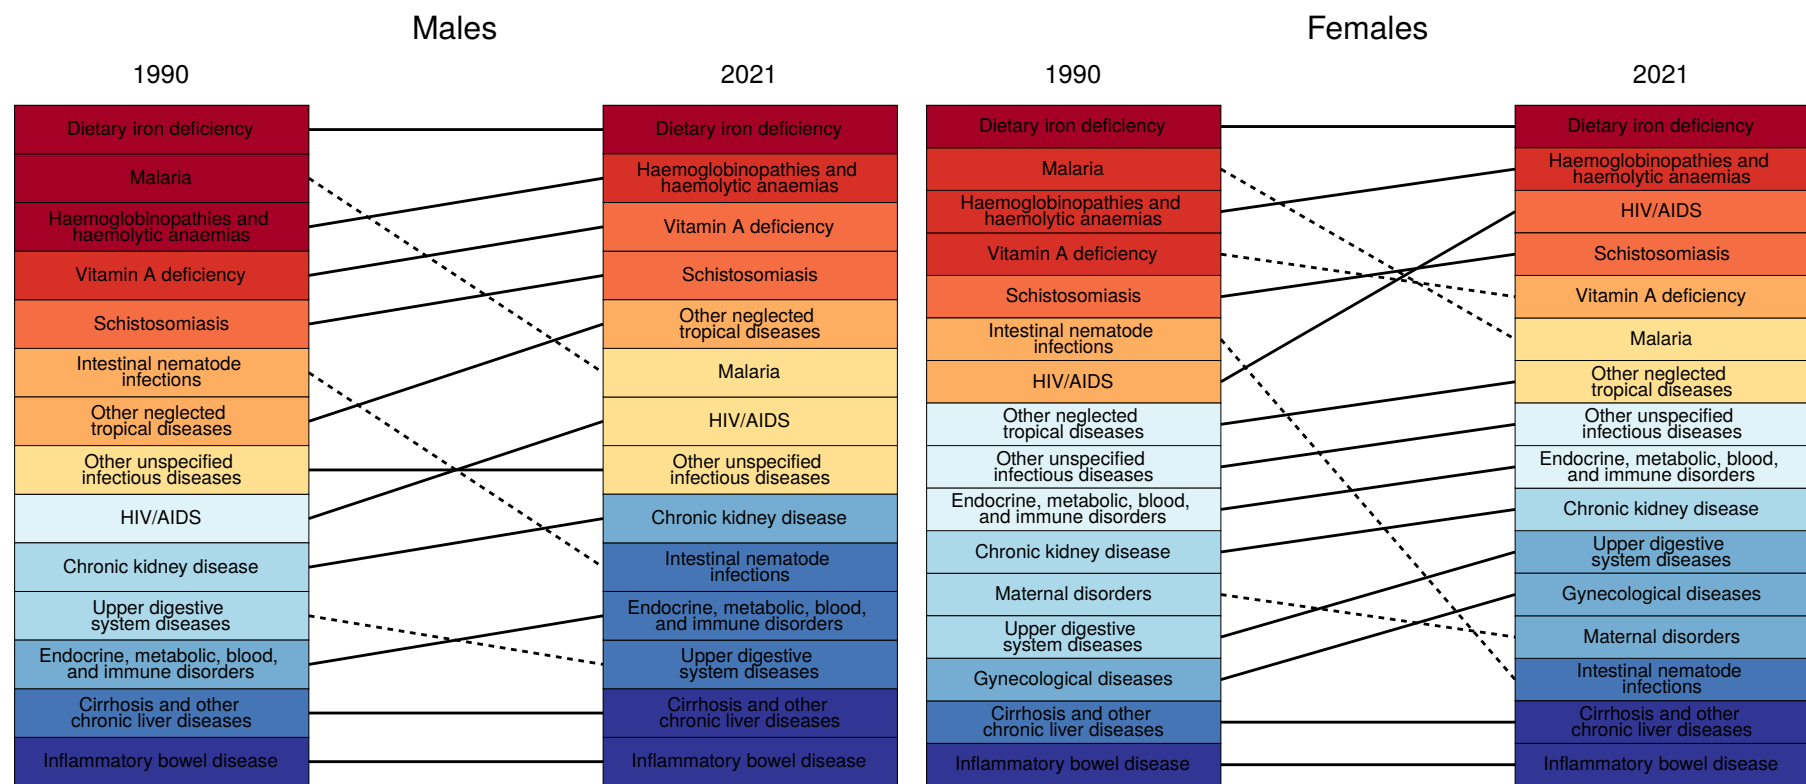 Males
1990
2021
Dietary iron deficiency
Malaria
Haemoglobinopathies and
haemolytic anaemias
Vitamin A deficiency
Schistosomiasis
Intestinal nematode
infections
Other neglected
tropical diseases
Other unspecified
infectious diseases
HIV/AIDS
Chronic kidney disease
Upper digestive
system diseases
Endocrine, metabolic, blood,
and immune disorders
Cirrhosis and other
chronic liver diseases
Inflammatory bowel disease
Dietary iron deficiency
Haemoglobinopathies and
haemolytic anaemias
Vitamin A deficiency
Schistosomiasis
Other neglected
tropical diseases
Malaria
HIV/AIDS
Other unspecified
infectious diseases
Chronic kidney disease
Intestinal nematode
infections
Endocrine, metabolic, blood,
and immune disorders
Upper digestive
system diseases
Cirrhosis and other
chronic liver diseases
Inflammatory bowel disease
Females
1990
2021
Dietary iron deficiency
Malaria
Haemoglobinopathies and
haemolytic anaemias
Vitamin A deficiency
Schistosomiasis
Intestinal nematode
infections
HIV/AIDS
Other neglected
tropical diseases
Other unspecified
infectious diseases
Endocrine, metabolic, blood,
and immune disorders
Chronic kidney disease
Maternal disorders
Upper digestive
system diseases
Gynecological diseases
Cirrhosis and other
chronic liver diseases
Inflammatory bowel disease
Dietary iron deficiency
Haemoglobinopathies and
haemolytic anaemias
HIV/AIDS
Schistosomiasis
Vitamin A deficiency
Malaria
Other neglected
tropical diseases
Other unspecified
infectious diseases
Endocrine, metabolic, blood,
and immune disorders
Chronic kidney disease
Upper digestive
system diseases
Gynecological diseases
Maternal disorders
Intestinal nematode
infections
Cirrhosis and other
chronic liver diseases
Inflammatory bowel disease